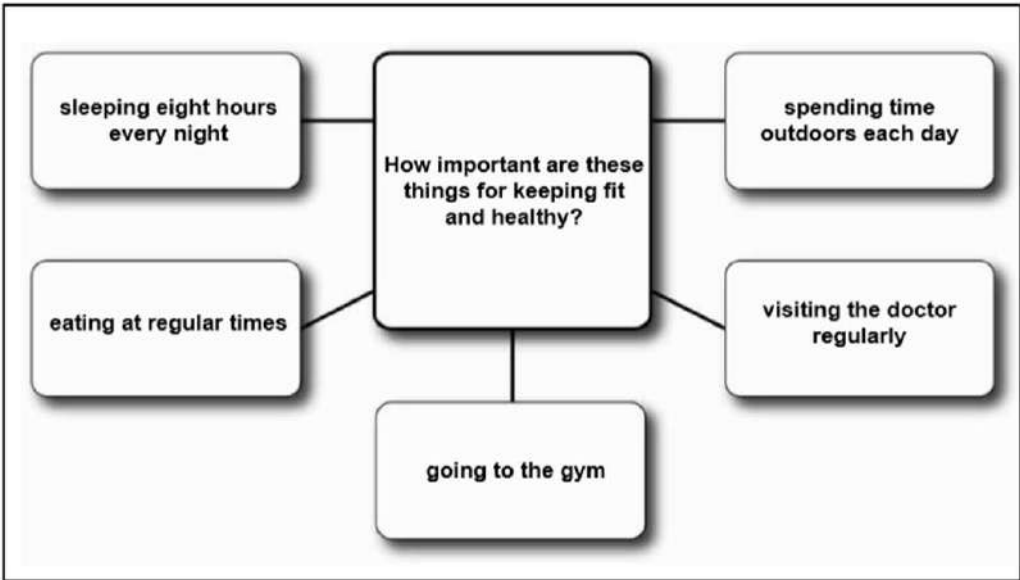 sleeping eight hours
every night
How important are these
things for keeping fit
and healthy?
spending time
outdoors each day
eating at regular times
visiting the doctor
regularly
going to the gym